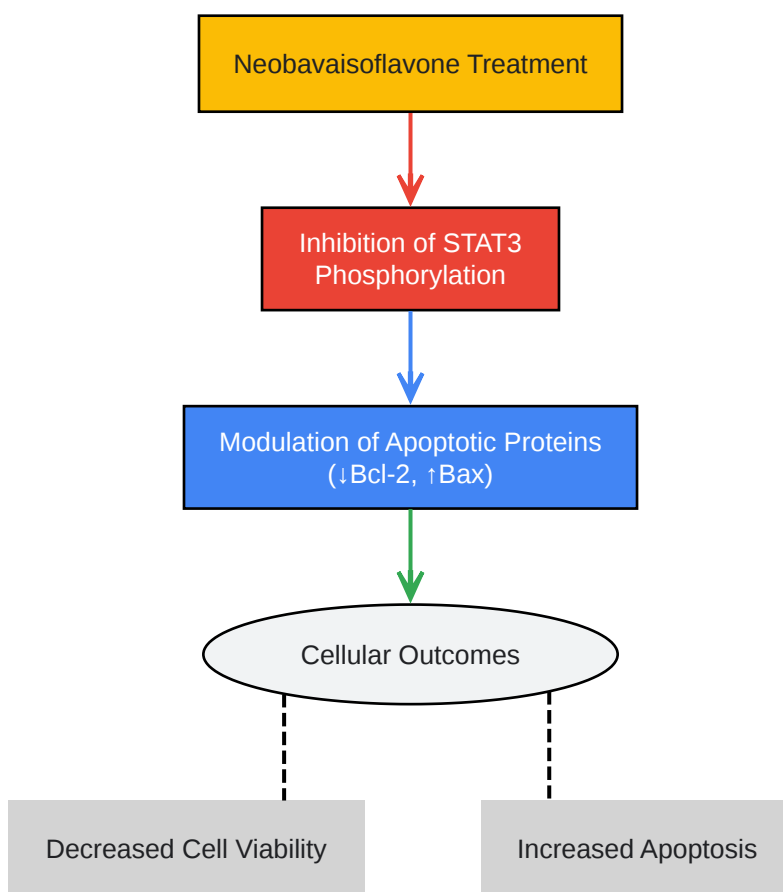 Neobavaisoflavone Treatment
Inhibition of STAT3
Phosphorylation
Modulation of Apoptotic Proteins
(↓Bcl-2, ↑Bax)
Cellular Outcomes
Decreased Cell Viability
Increased Apoptosis